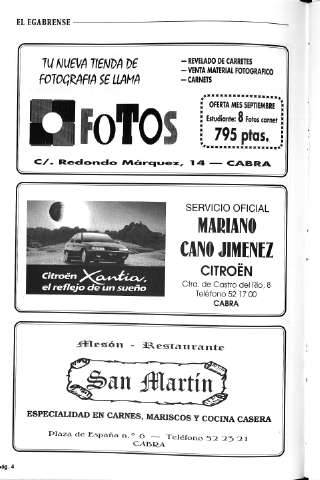 EL EGABRENSE
TU NUEVA TIENDA DE
FOTOGRAFIA SE LLAMA
— REVELADO DE CARRETES
— VENTA MATERIAL FOTOGRAFICO
— CARNETS
FOTOS
OFERTA MES SEPTIEMBRE
Estudiante: 8 Fotos carnet
795 ptas.
C/. Redondo Márquez, 14 — CABRA
Citroën Xantia,
el reflejo de un sueño
SERVICIO OFICIAL
MARIANO
CANO JIMENEZ
CITROËN
Ctra. de Castro del Río, 8
Teléfono 52 17 00
CABRA
Mesón - Restaurante
San Martín
ESPECIALIDAD EN CARNES, MARISCOS Y COCINA CASERA
Plaza de España n.º 6 — Teléfono 52 23 21
CABRA
pág. 4